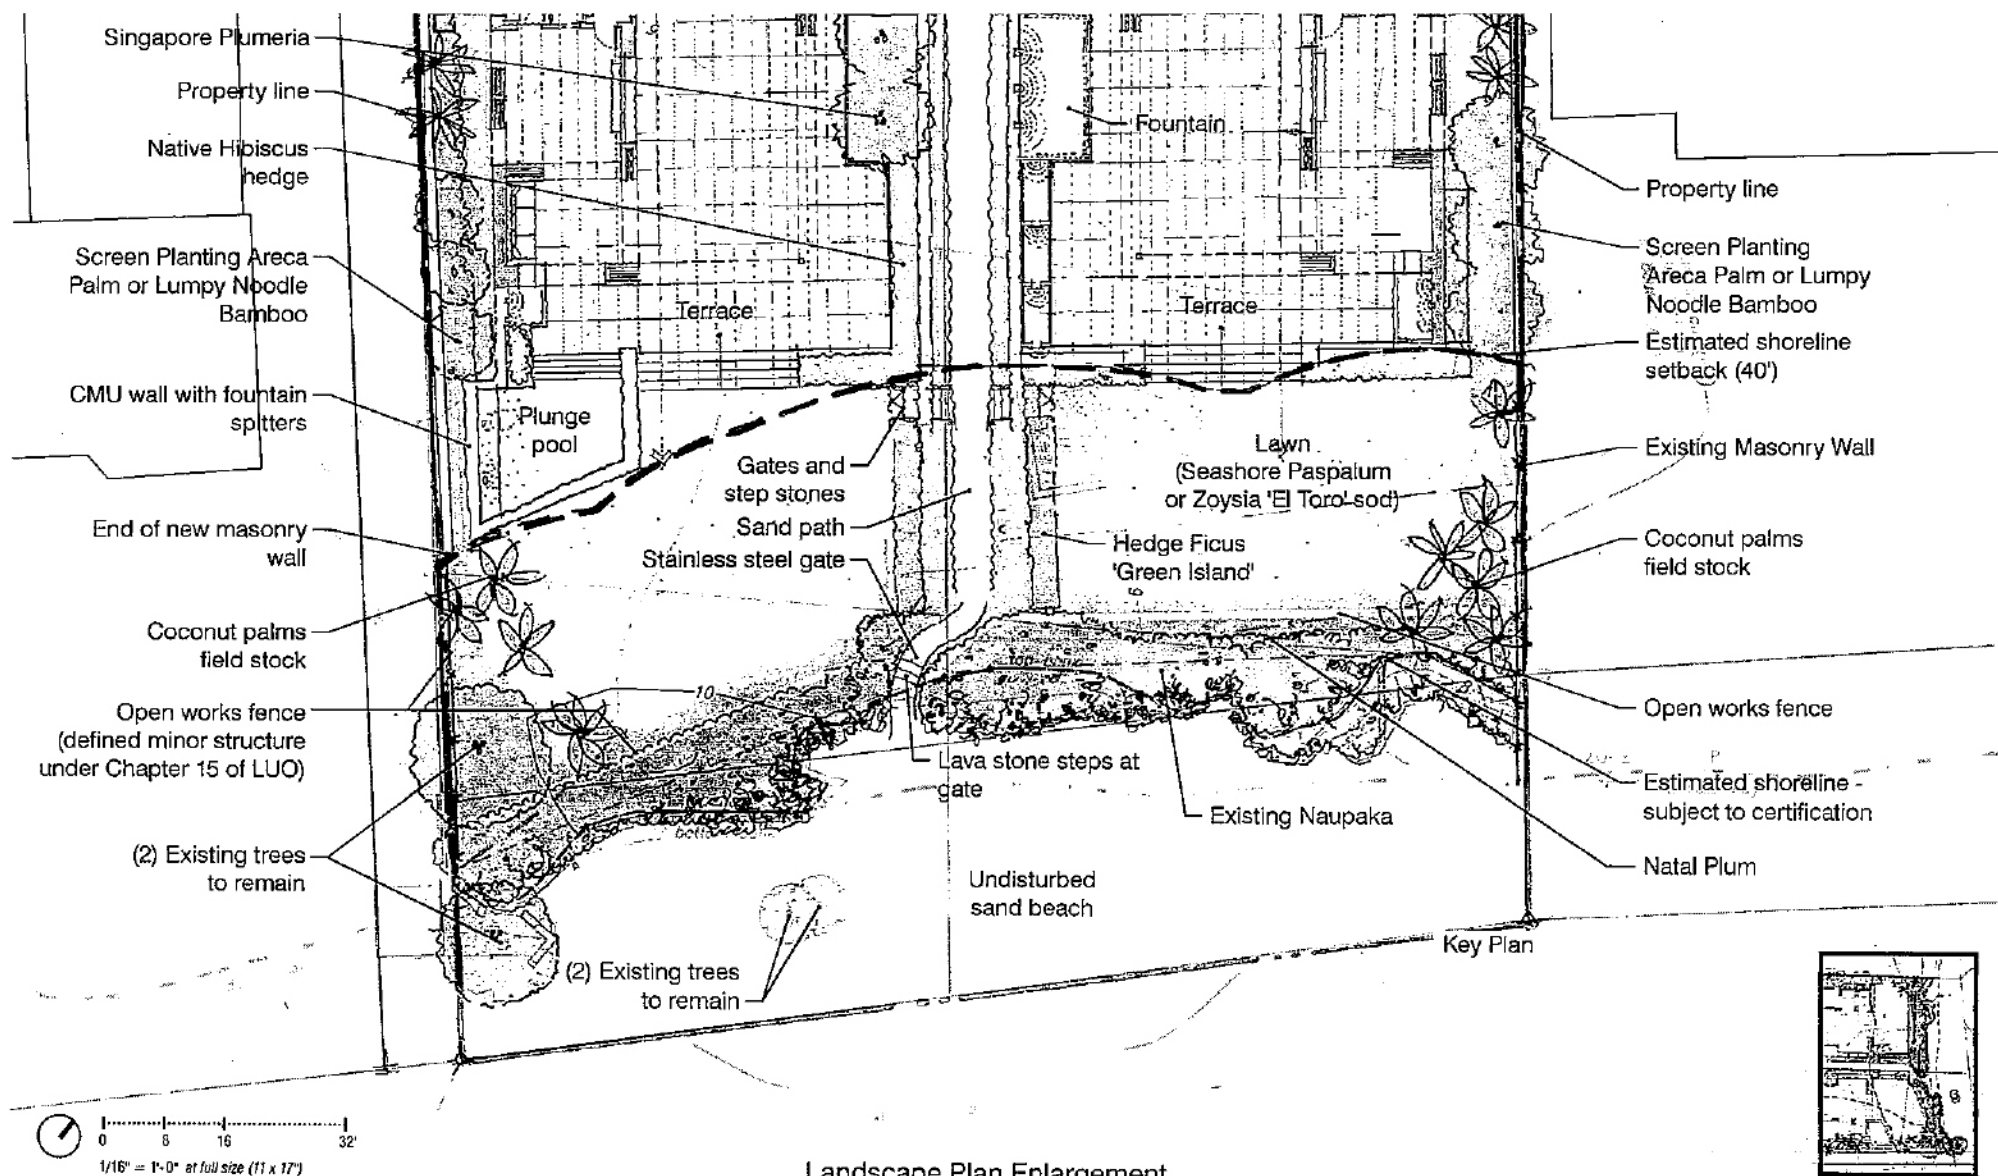 Singapore Plumeria
Property line
Native Hibiscus
hedge
Screen Planting Areca
Palm or Lumpy Noodle
Bamboo
CMU wall with fountain
spitters
End of new masonry
wall
Coconut palms
field stock
Open works fence
(defined minor structure
under Chapter 15 of LUO)
(2) Existing trees
to remain
Fountain
Terrace
Terrace
Plunge
pool
Gates and
step stones
Sand path
Stainless steel gate
Lawn
(Seashore Paspalum
or Zoysia 'El Toro' sod)
Hedge Ficus
'Green Island'
9
10
Lava stone steps at
gate
Existing Naupaka
Undisturbed
sand beach
(2) Existing trees
to remain
Property line
Screen Planting
Areca Palm or Lumpy
Noodle Bamboo
Estimated shoreline
setback (40')
Existing Masonry Wall
Coconut palms
field stock
Open works fence
Estimated shoreline -
subject to certification
Natal Plum
Key Plan
0 8 16 32'
1/16" = 1'-0" at full size (11 x 17")
Landscape Plan Enlargement